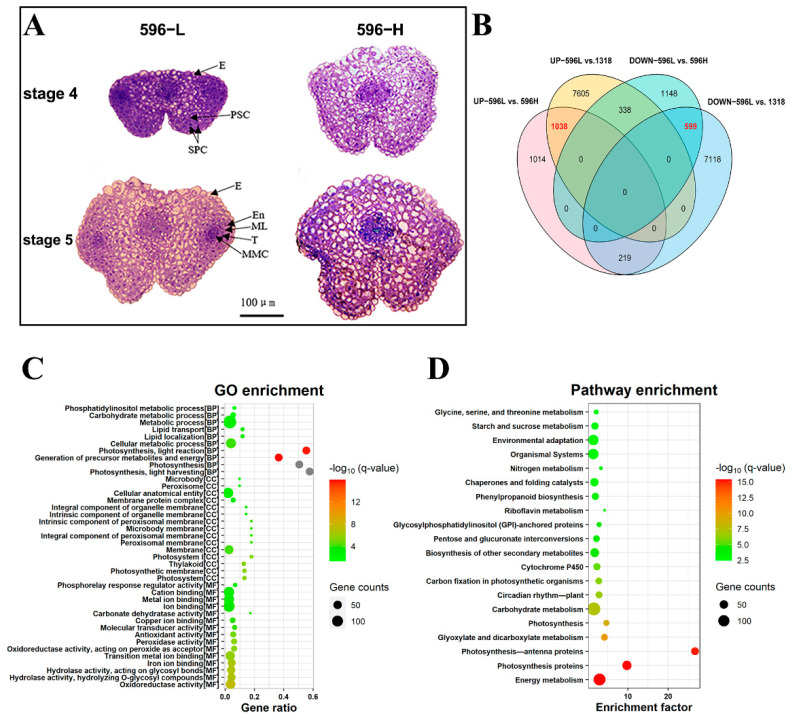 A
596−L
596−H
stage 4
E
PSC
SPC
stage 5
E
En
ML
T
MMC
100 μm
B
UP−596L vs.1318
DOWN−596L vs. 596H
UP−596L vs. 596H
DOWN−596L vs. 1318
7605
1148
338
1038
599
1014
0
0
7118
0
0
0
0
0
219
C
GO enrichment
Phosphatidylinositol metabolic process[BP]
Carbohydrate metabolic process[BP]
Metabolic process[BP]
Lipid transport[BP]
Lipid localization[BP]
Cellular metabolic process[BP]
Photosynthesis, light reaction[BP]
Generation of precursor metabolites and energy[BP]
Photosynthesis[BP]
Photosynthesis, light harvesting[BP]
Microbody[CC]
Peroxisome[CC]
Cellular anatomical entity[CC]
Membrane protein complex[CC]
Integral component of organelle membrane[CC]
Intrinsic component of organelle membrane[CC]
Intrinsic component of peroxisomal membrane[CC]
Microbody membrane[CC]
Integral component of peroxisomal membrane[CC]
Peroxisomal membrane[CC]
Membrane[CC]
Photosystem I[CC]
Thylakoid[CC]
Photosynthetic membrane[CC]
Photosystem[CC]
Phosphorelay response regulator activity[MF]
Cation binding[MF]
Metal ion binding[MF]
Ion binding[MF]
Carbonate dehydratase activity[MF]
Copper ion binding[MF]
Molecular transducer activity[MF]
Antioxidant activity[MF]
Peroxidase activity[MF]
Oxidoreductase activity, acting on peroxide as acceptor[MF]
Transition metal ion binding[MF]
Iron ion binding[MF]
Hydrolase activity, acting on glycosyl bonds[MF]
Hydrolase activity, hydrolyzing O-glycosyl compounds[MF]
Oxidoreductase activity[MF]
0.0
0.2
0.4
0.6
Gene ratio
-log10 (q-value)
12
8
4
Gene counts
50
100
D
Pathway enrichment
Glycine, serine, and threonine metabolism
Starch and sucrose metabolism
Environmental adaptation
Organismal Systems
Nitrogen metabolism
Chaperones and folding catalysts
Phenylpropanoid biosynthesis
Riboflavin metabolism
Glycosylphosphatidylinositol (GPI)-anchored proteins
Pentose and glucuronate interconversions
Biosynthesis of other secondary metabolites
Cytochrome P450
Carbon fixation in photosynthetic organisms
Circadian rhythm—plant
Carbohydrate metabolism
Photosynthesis
Glyoxylate and dicarboxylate metabolism
Photosynthesis—antenna proteins
Photosynthesis proteins
Energy metabolism
0
10
20
Enrichment factor
-log10 (q-value)
15.0
12.5
10.0
7.5
5.0
2.5
Gene counts
50
100